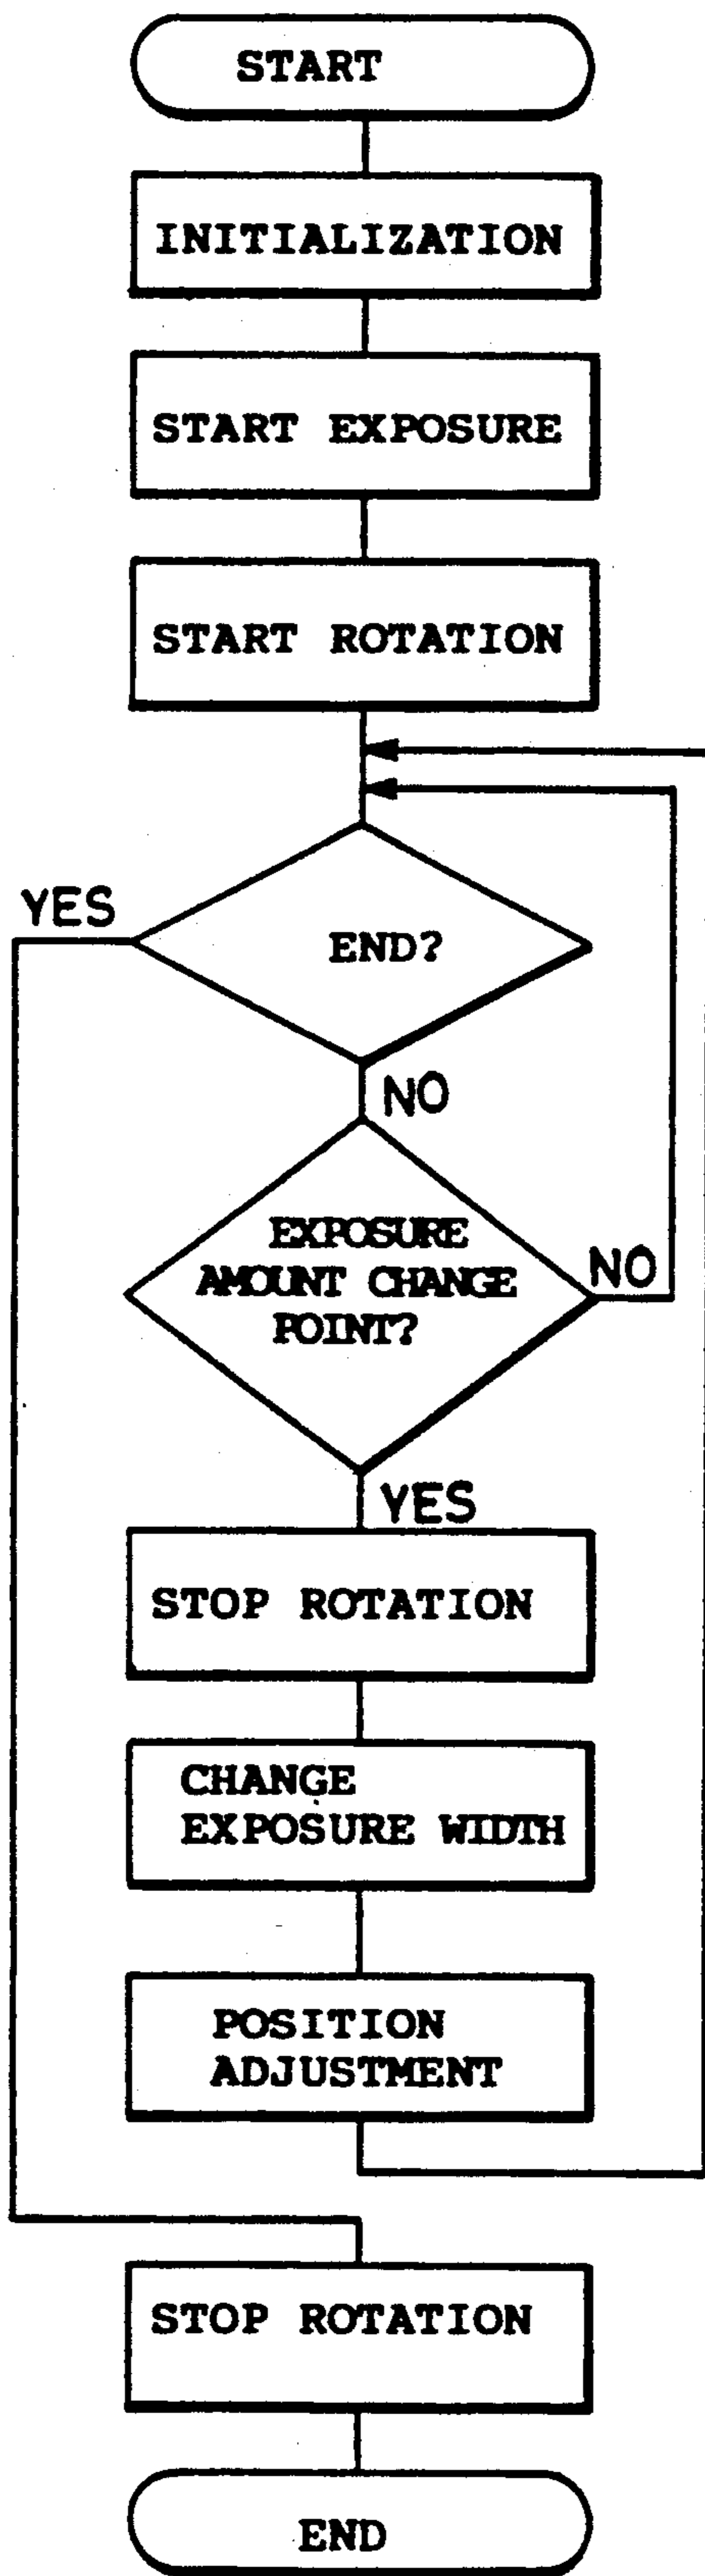 START
INITIALIZATION
START EXPOSURE
START ROTATION
YES
END?
NO
EXPOSURE
AMOUNT CHANGE
POINT?
NO
YES
STOP ROTATION
CHANGE
EXPOSURE WIDTH
POSITION
ADJUSTMENT
STOP ROTATION
END